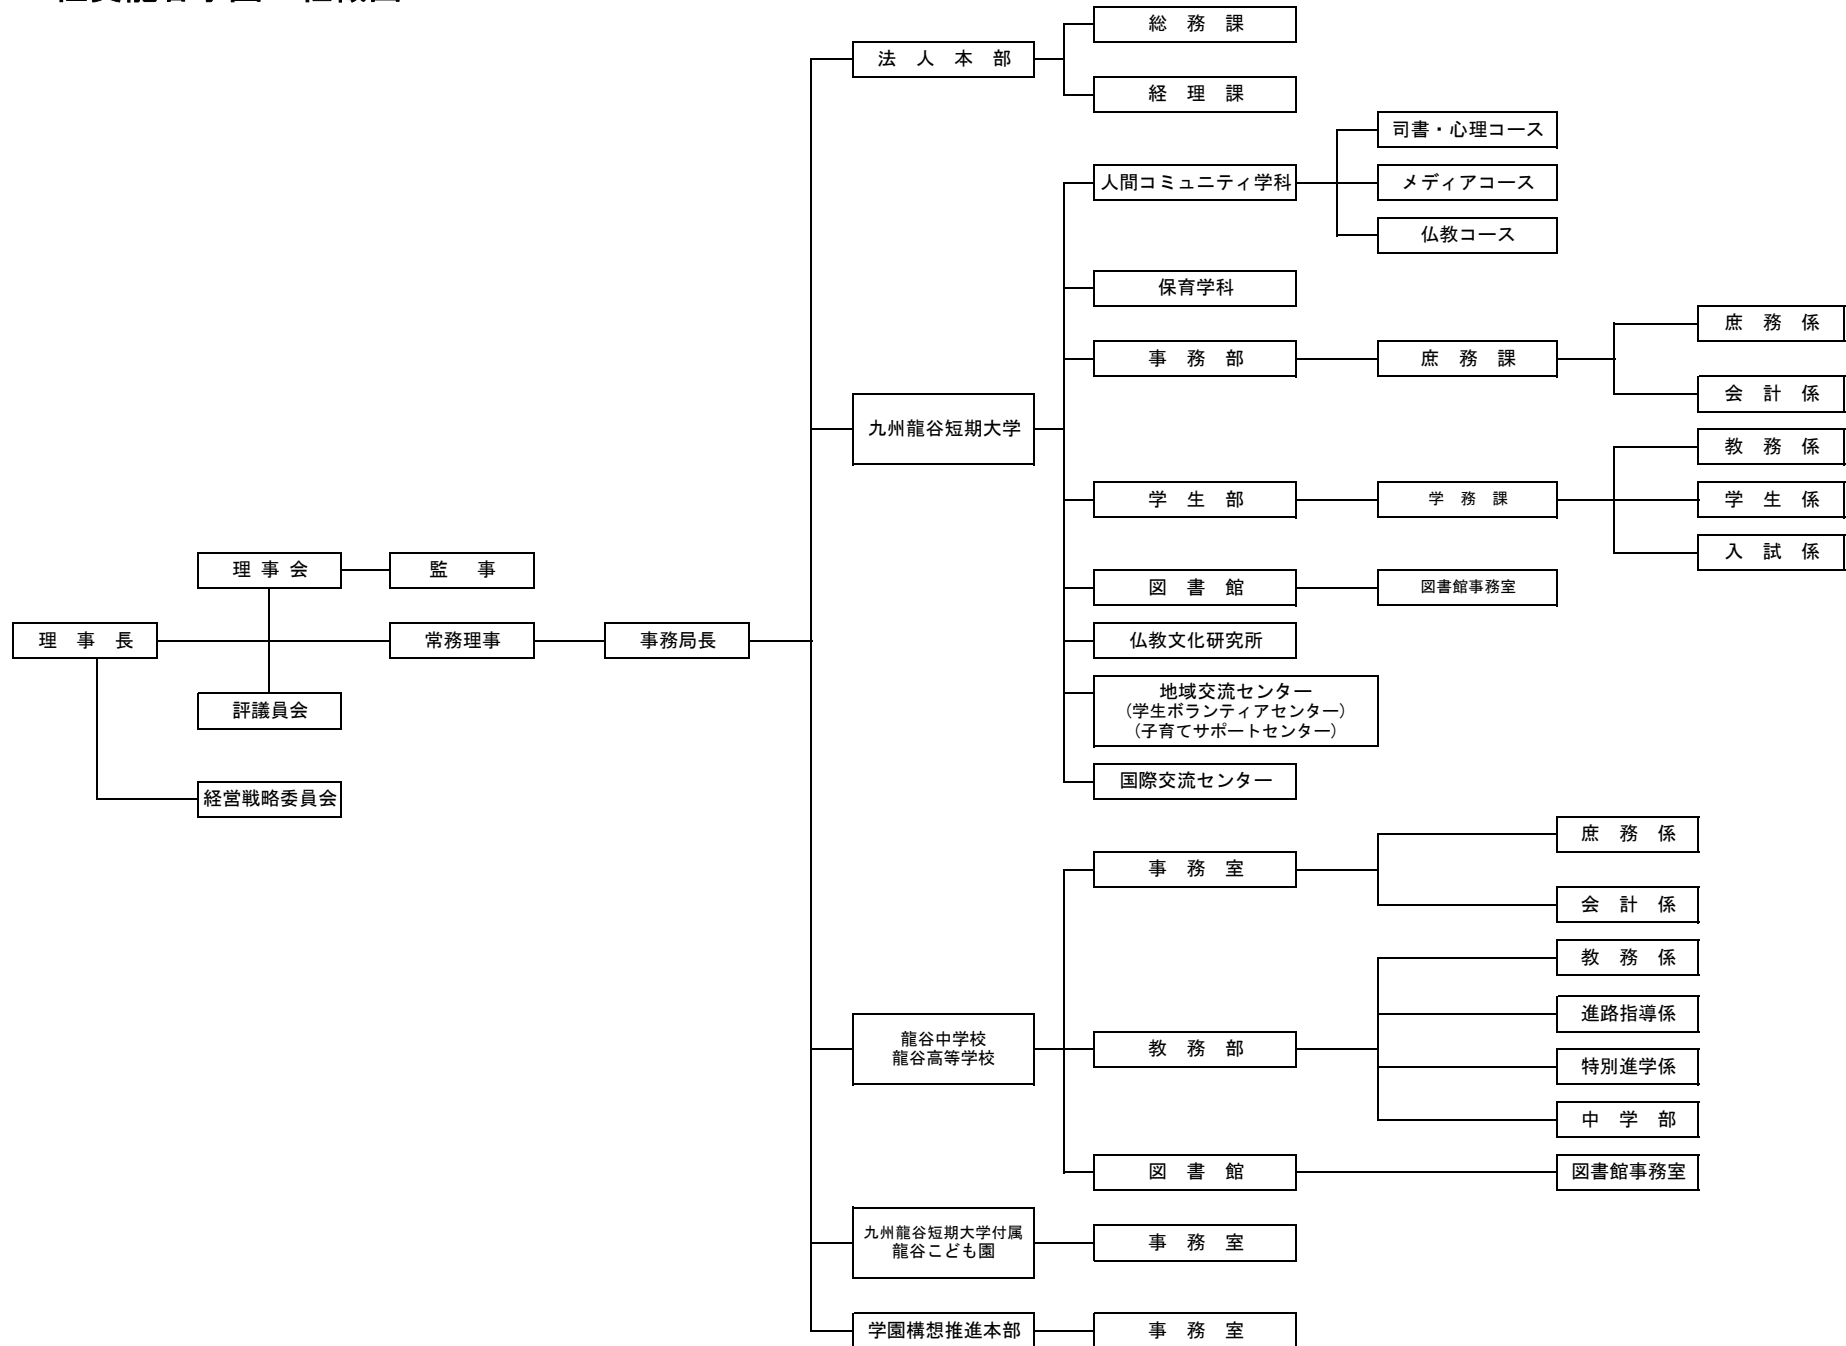 総務課
法人本部
経理課
司書・心理コース
人間コミュニティ学科
メディアコース
仏教コース
保育学科
庶務係
事務部
庶務課
会計係
九州龍谷短期大学
教務係
学生部
学務課
学生係
入試係
理事会
監事
図書館
図書館事務室
理事長
常務理事
事務局長
仏教文化研究所
評議員会
地域交流センター
（学生ボランティアセンター）
（子育てサポートセンター）
国際交流センター
経営戦略委員会
庶務係
事務室
会計係
教務係
進路指導係
龍谷中学校
龍谷高等学校
教務部
特別進学係
中学部
図書館
図書館事務室
九州龍谷短期大学付属
龍谷こども園
事務室
学園構想推進本部
事務室